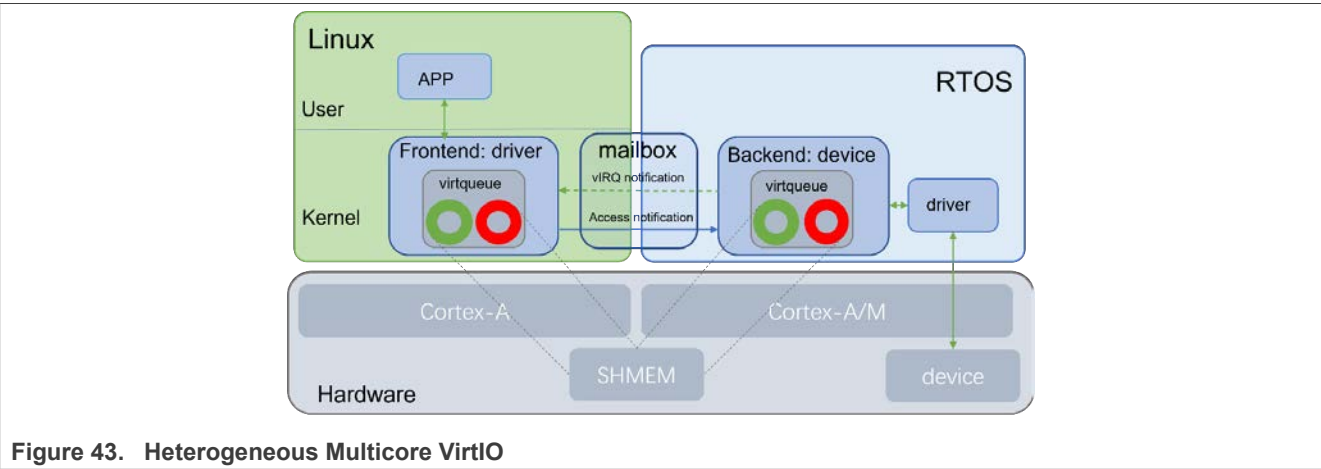 Linux
APP
User
RTOS
Frontend: driver
mailbox
Backend: device
virtqueue
vIRQ notification
virtqueue
driver
Kernel
Access notification
Cortex-A
Cortex-A/M
SHMEM
device
Hardware
Figure 43. Heterogeneous Multicore VirtIO